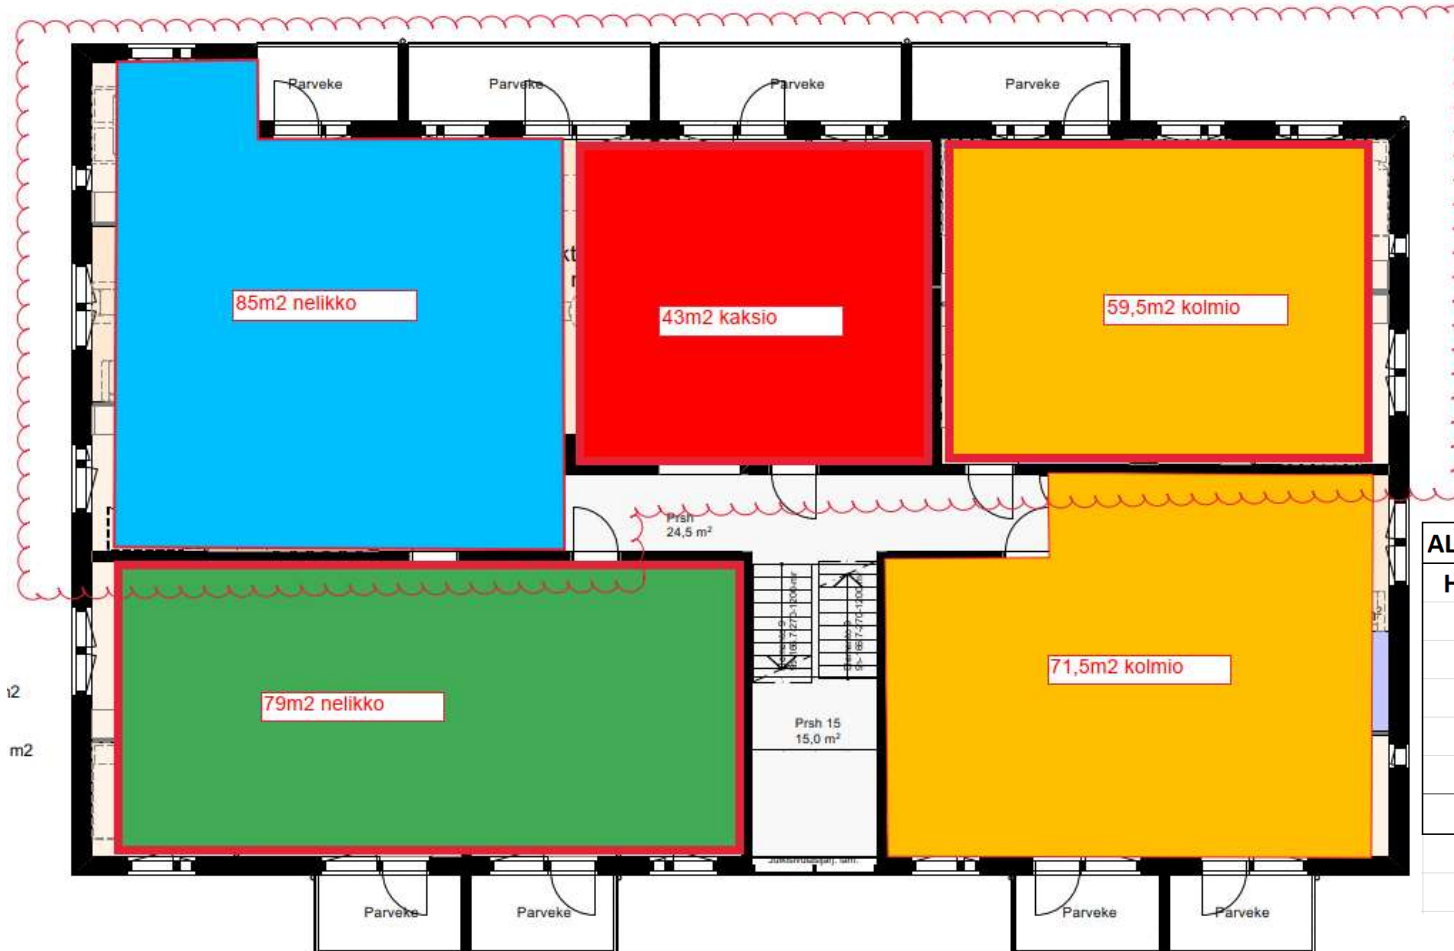 Parveke
Parveke
Parveke
Parveke
kt
85m2 nelikko
43m2 kaksio
59,5m2 kolmio
Prsh
24,5 m²
AL
H
71,5m2 kolmio
79m2 nelikko
m2
Prsh 15
15,0 m²
Parveke
Parveke
Parveke
Parveke